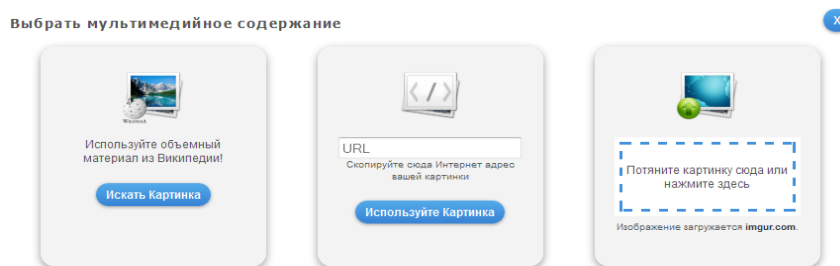 Выбрать мультимедийное содержание
X
Используйте объемный
материал из Википедии!
Искать Картинка
</>
URL
Скопируйте сюда Интернет адрес
вашей картинки
Используйте Картинка
Потяните картинку сюда или
нажмите здесь
Изображение загружается imgur.com.